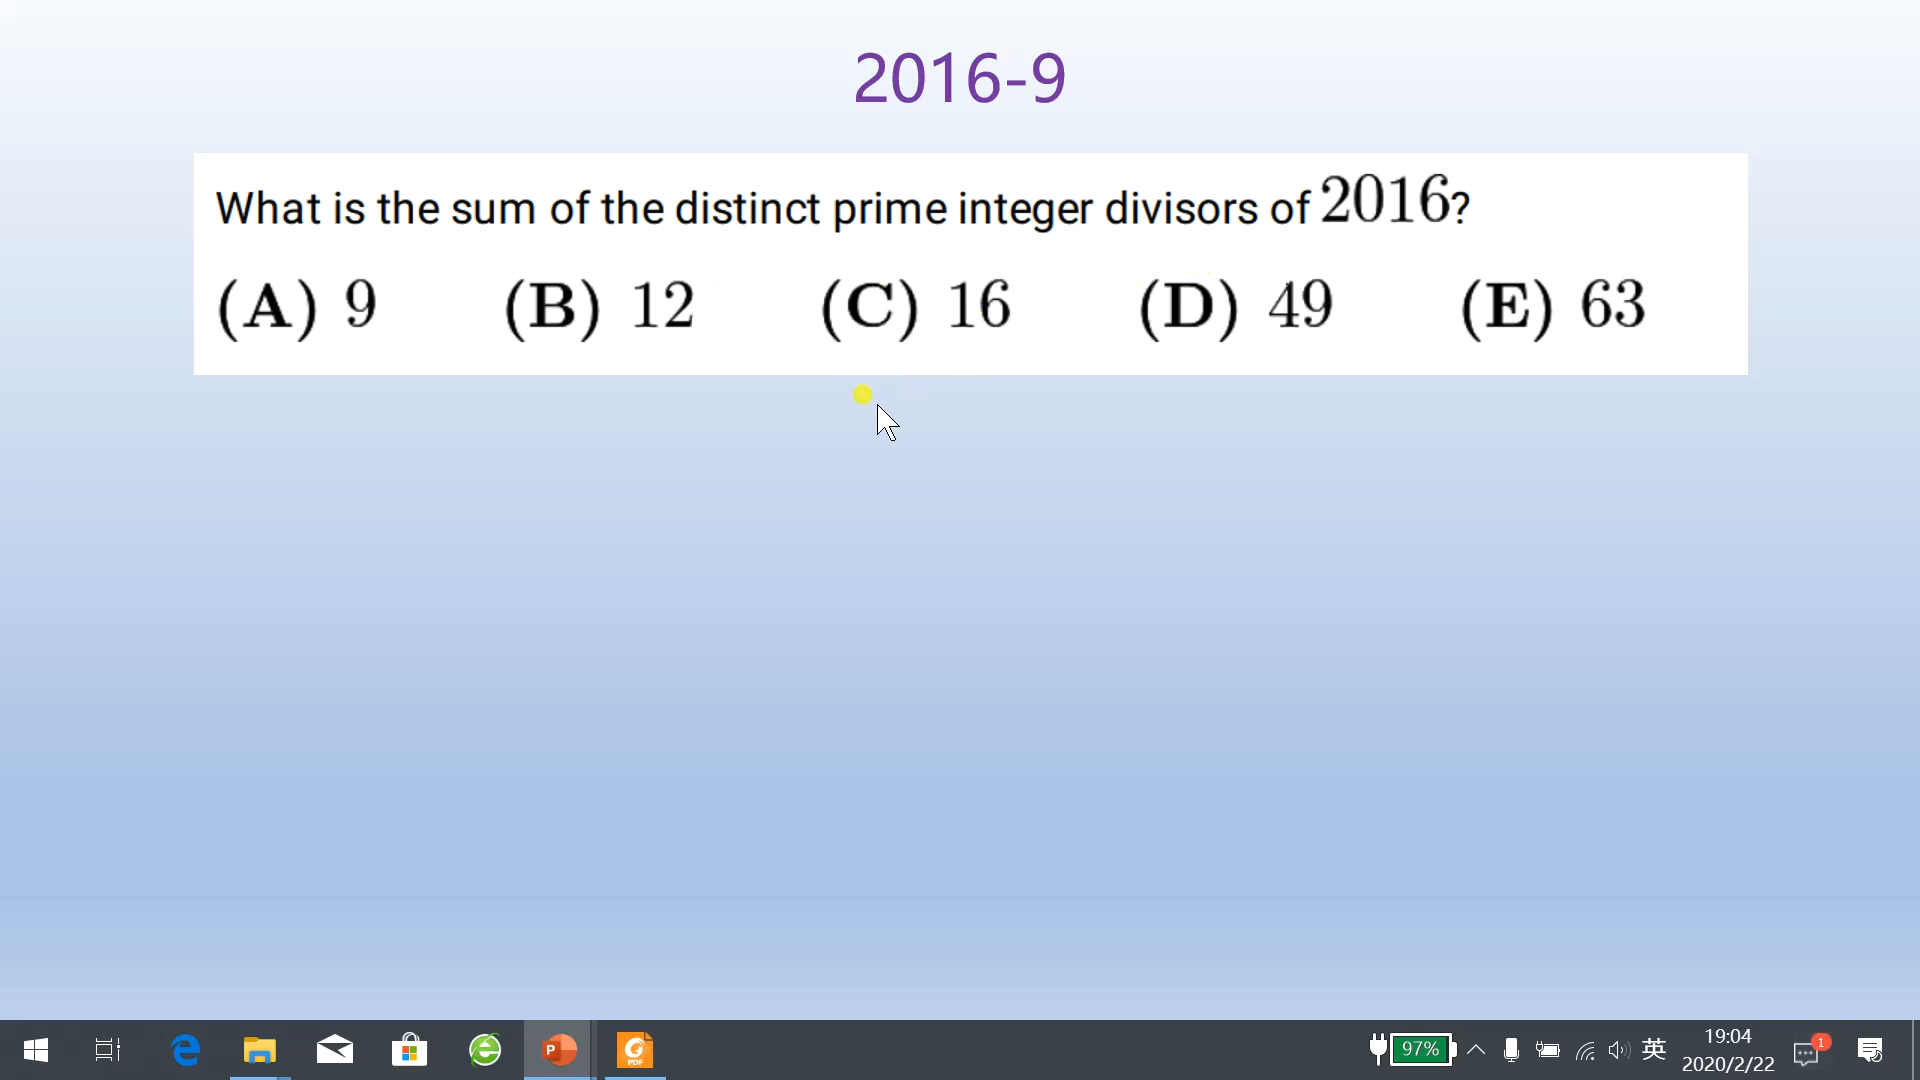 2016-9
What is the sum of the distinct prime integer divisors of 2016?
(A) 9 (B) 12 (C) 16 (D) 49 (E) 63
97% 英 19:04 1
2020/2/22
P
PDF